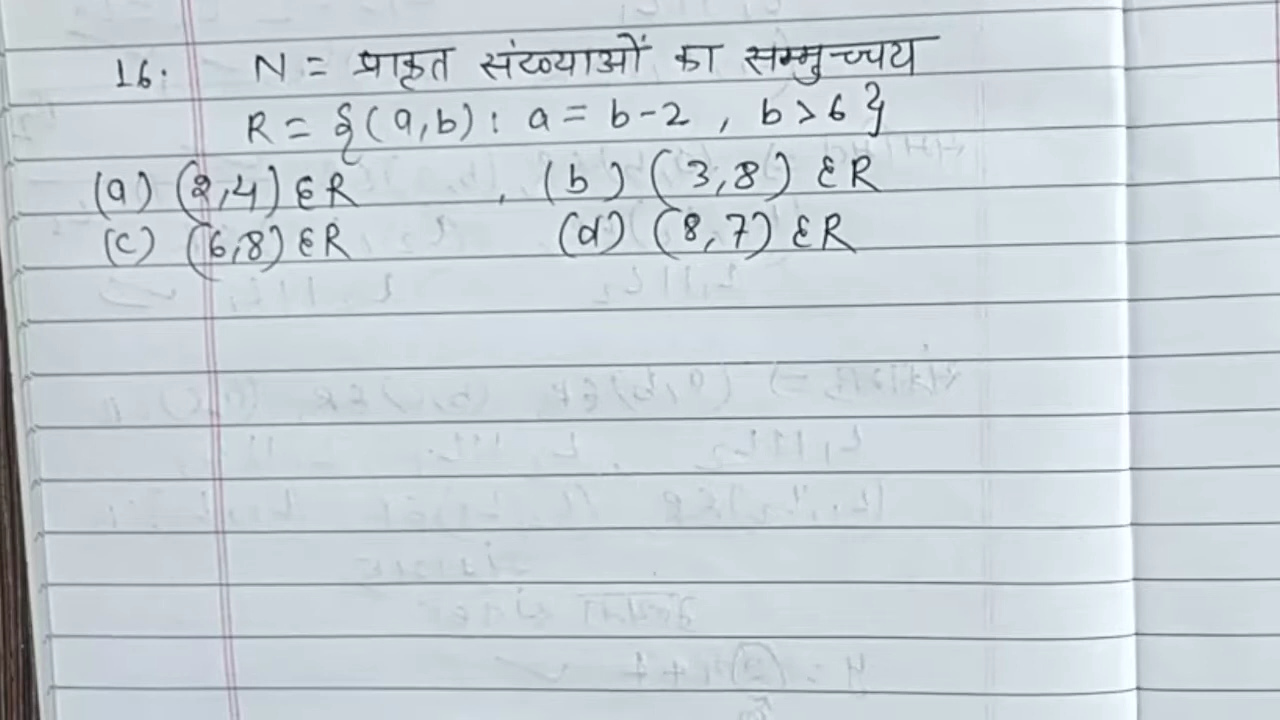 16. N = प्राकृत संख्याओं का सम्मुच्चय
R = {(a,b): a = b-2, b>6}
(a) (2,4) ∈ R , (b) (3,8) ∈ R
(c) (6,8) ∈ R (d) (8,7) ∈ R